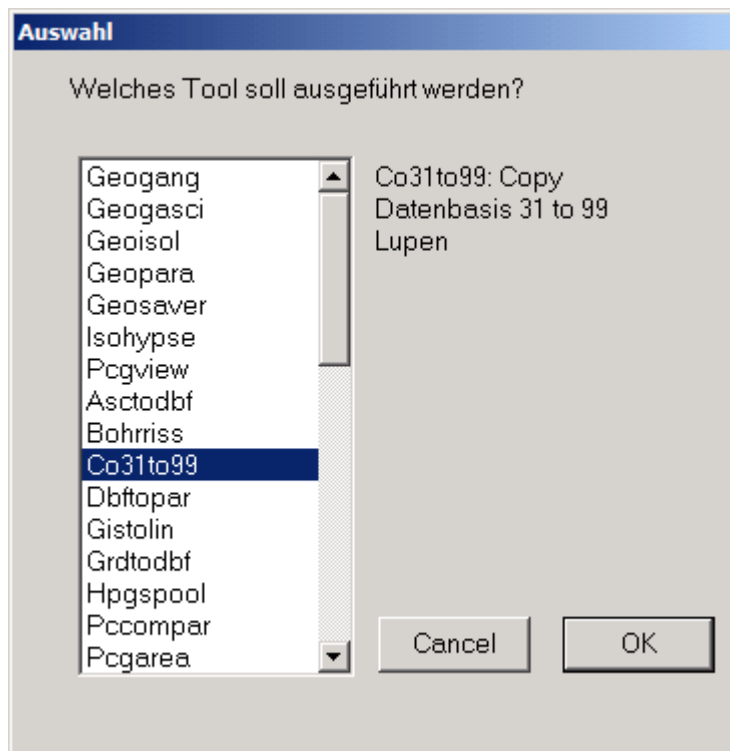 Auswahl
Welches Tool soll ausgeführt werden?
Geogang
Geogasci
Geoisol
Geopara
Geosaver
Isohypse
Pcgview
Asctodbf
Bohrriss
Co31to99
Dbftopar
Gistolin
Grdtodbf
Hpgspool
Pccompar
Pcgarea
Co31to99: Copy
Datenbasis 31 to 99
Lupen
Cancel
OK